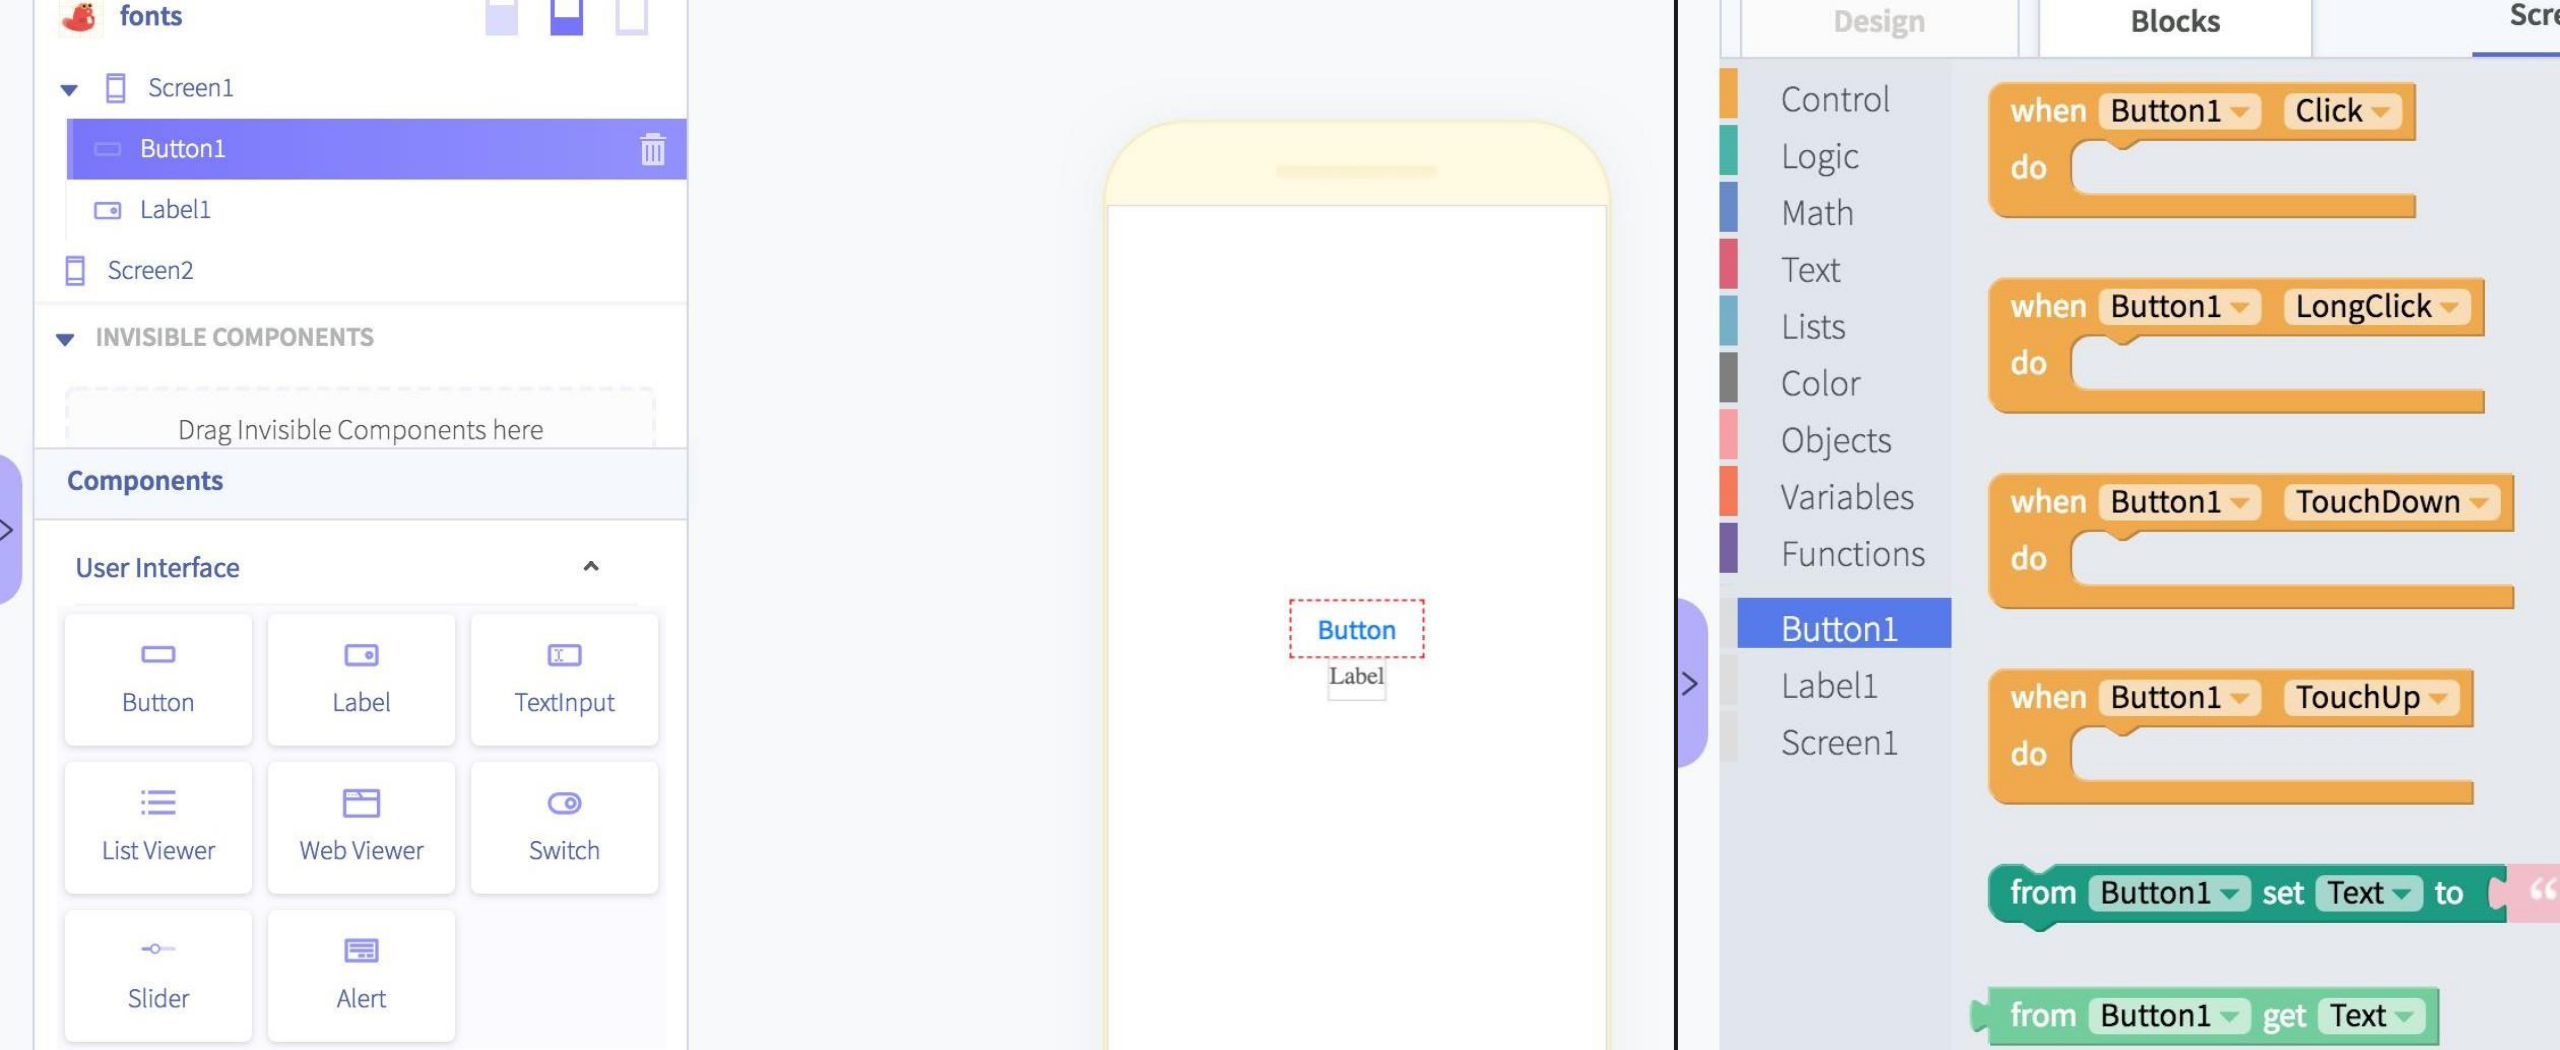 fonts
Screen1
Button1
Label1
Screen2
INVISIBLE COMPONENTS
Drag Invisible Components here
Components
User Interface
Button
Label
TextInput
List Viewer
Web Viewer
Switch
Slider
Alert
Button
Label
Design
Blocks
Control
Logic
Math
Text
Lists
Color
Objects
Variables
Functions
Button1
Label1
Screen1
when Button1 Click
do
when Button1 LongClick
do
when Button1 TouchDown
do
when Button1 TouchUp
do
from Button1 set Text to “
from Button1 get Text